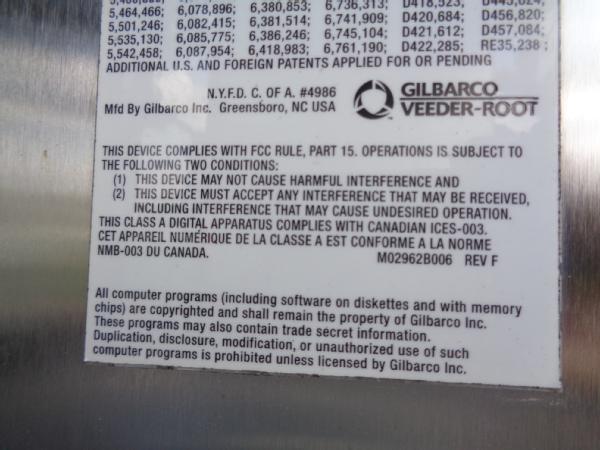 6,380,853; 6,736,313; D418,523;
5,464,466; 6,078,896; 6,381,514; 6,741,909; D420,684; D456,820;
5,501,246; 6,082,415; 6,386,246; 6,745,104; D421,612; D457,084;
5,535,130; 6,085,775; 6,418,983; 6,761,190; D422,285; RE35,238;
5,542,458; 6,087,954;
ADDITIONAL U.S. AND FOREIGN PATENTS APPLIED FOR OR PENDING
N.Y.F.D. C. OF A. #4986
Mfd By Gilbarco Inc. Greensboro, NC USA
GILBARCO
VEEDER-ROOT
THIS DEVICE COMPLIES WITH FCC RULE, PART 15. OPERATIONS IS SUBJECT TO
THE FOLLOWING TWO CONDITIONS:
(1) THIS DEVICE MAY NOT CAUSE HARMFUL INTERFERENCE AND
(2) THIS DEVICE MUST ACCEPT ANY INTERFERENCE THAT MAY BE RECEIVED,
INCLUDING INTERFERENCE THAT MAY CAUSE UNDESIRED OPERATION.
THIS CLASS A DIGITAL APPARATUS COMPLIES WITH CANADIAN ICES-003.
CET APPAREIL NUMÉRIQUE DE LA CLASSE A EST CONFORME A LA NORME
NMB-003 DU CANADA. M02962B006 REV F
All computer programs (including software on diskettes and with memory
chips) are copyrighted and shall remain the property of Gilbarco Inc.
These programs may also contain trade secret information.
Duplication, disclosure, modification, or unauthorized use of such
computer programs is prohibited unless licensed by Gilbarco Inc.